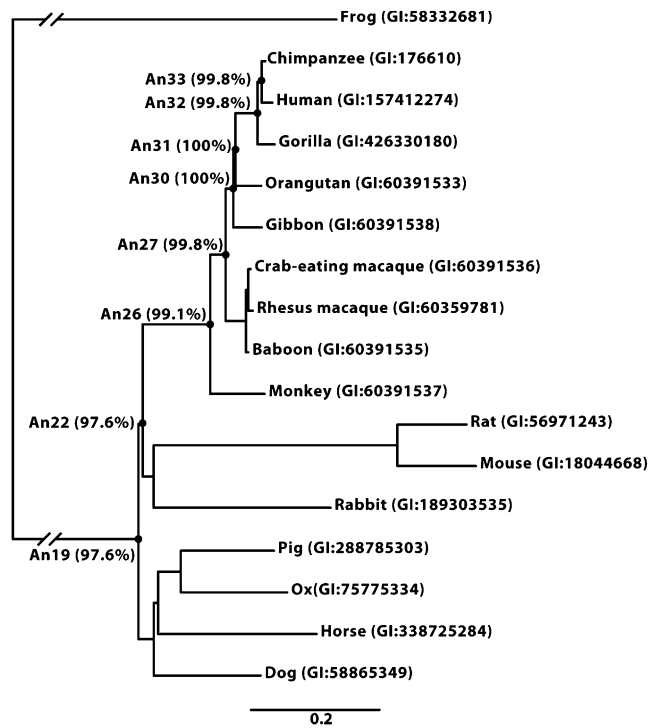 Frog (GI:58332681)
Chimpanzee (GI:176610)
An33 (99.8%)
An32 (99.8%)
Human (GI:157412274)
Gorilla (GI:426330180)
An31 (100%)
An30 (100%)
Orangutan (GI:60391533)
Gibbon (GI:60391538)
An27 (99.8%)
Crab-eating macaque (GI:60391536)
Rhesus macaque (GI:60359781)
An26 (99.1%)
Baboon (GI:60391535)
Monkey (GI:60391537)
An22 (97.6%)
Rat (GI:56971243)
Mouse (GI:18044668)
Rabbit (GI:189303535)
An19 (97.6%)
Pig (GI:288785303)
Ox(GI:75775334)
Horse (GI:338725284)
Dog (GI:58865349)
0.2